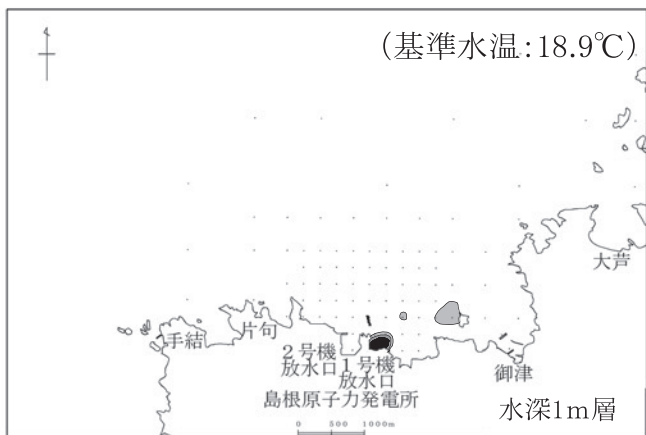 (基準水温:18.9℃)
大芦
手結
片句
2号機
放水口
1号機
放水口
御津
島根原子力発電所
水深1m層
0 500 1000m